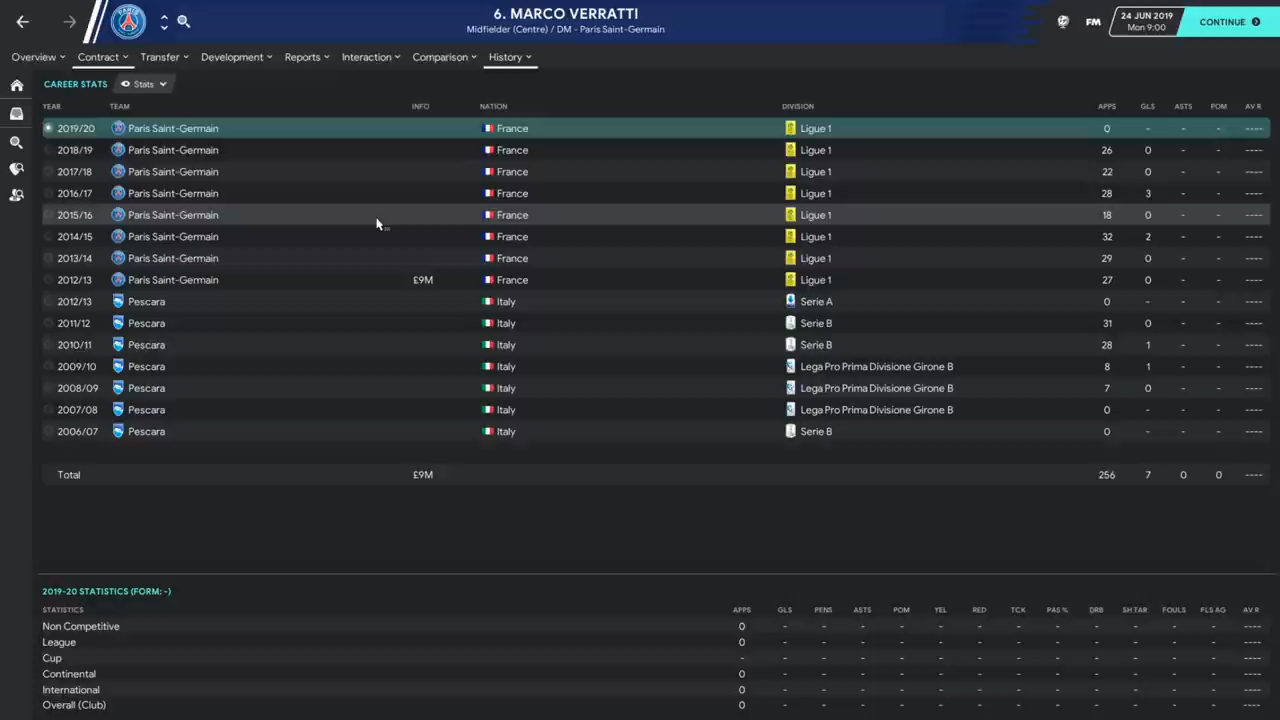 6. MARCO VERRATTI
Midfielder (Centre) / DM - Paris Saint-Germain
FM
24 JUN 2019
Mon 9:00
CONTINUE
Overview Contract Transfer Development Reports Interaction Comparison History
CAREER STATS Stats
YEAR TEAM INFO NATION DIVISION APPS GLS ASTS POM AV R
2019/20 Paris Saint-Germain France Ligue 1 0 - - - ----
2018/19 Paris Saint-Germain France Ligue 1 26 0 - - ----
2017/18 Paris Saint-Germain France Ligue 1 22 0 - - ----
2016/17 Paris Saint-Germain France Ligue 1 28 3 - - ----
2015/16 Paris Saint-Germain France Ligue 1 18 0 - - ----
2014/15 Paris Saint-Germain France Ligue 1 32 2 - - ----
2013/14 Paris Saint-Germain France Ligue 1 29 0 - - ----
2012/13 Paris Saint-Germain £9M France Ligue 1 27 0 - - ----
2012/13 Pescara Italy Serie A 0 - - - ----
2011/12 Pescara Italy Serie B 31 0 - - ----
2010/11 Pescara Italy Serie B 28 1 - - ----
2009/10 Pescara Italy Lega Pro Prima Divisione Girone B 8 1 - - ----
2008/09 Pescara Italy Lega Pro Prima Divisione Girone B 7 0 - - ----
2007/08 Pescara Italy Lega Pro Prima Divisione Girone B 0 - - - ----
2006/07 Pescara Italy Serie B 0 - - - ----
Total £9M 256 7 0 0 ----
2019-20 STATISTICS (FORM: -)
STATISTICS APPS GLS PENS ASTS POM YEL RED TCK PAS % DRB SH TAR FOULS FLS AG AV R
Non Competitive 0 - - - - - - - - - - - - ----
League 0 - - - - - - - - - - - - ----
Cup - - - - - - - - - - - - - ----
Continental 0 - - - - - - - - - - - - ----
International 0 - - - - - - - - - - - - ----
Overall (Club) 0 - - - - - - - - - - - - ----